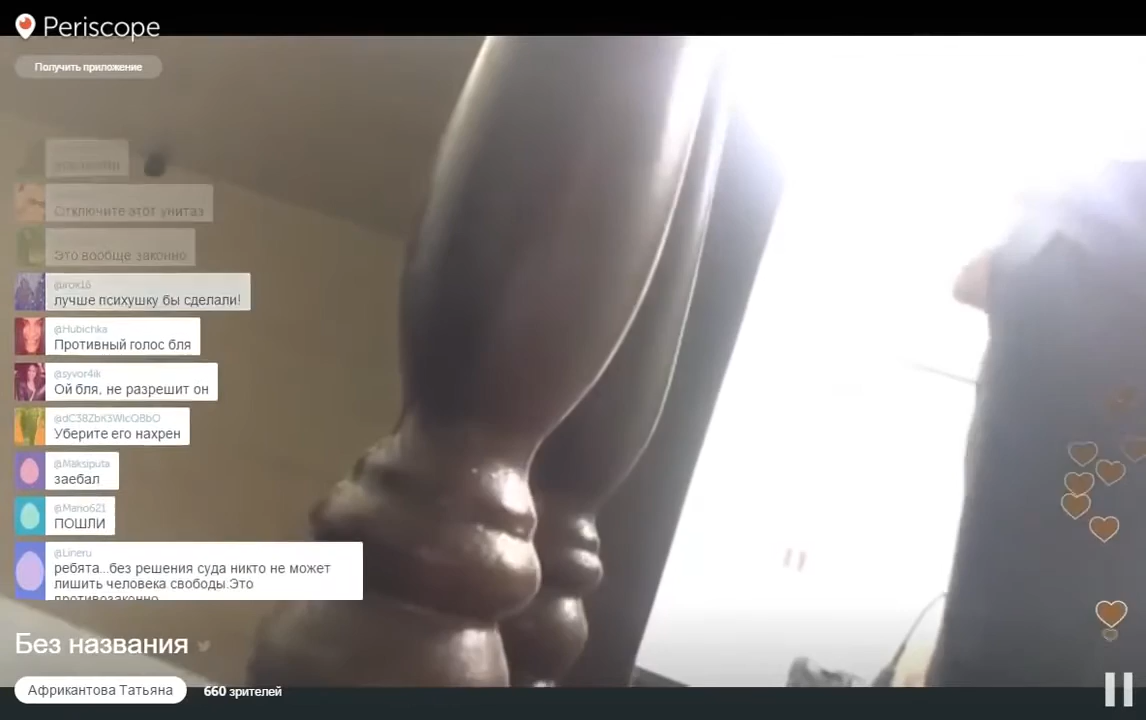 Periscope
Получить приложение
Отключите этот унитаз
Это вообще законно
@irok16
лучше психушку бы сделали!
@Hubichka
Противный голос бля
@syvor4ik
Ой бля, не разрешит он
@dC38ZbK3WlcQBbO
Уберите его нахрен
@Maksiputa
заебал
@Mano621
ПОШЛИ
@Lineru
ребята...без решения суда никто не может
лишить человека свободы.Это
противозаконно
Без названия
Африкантова Татьяна
660 зрителей